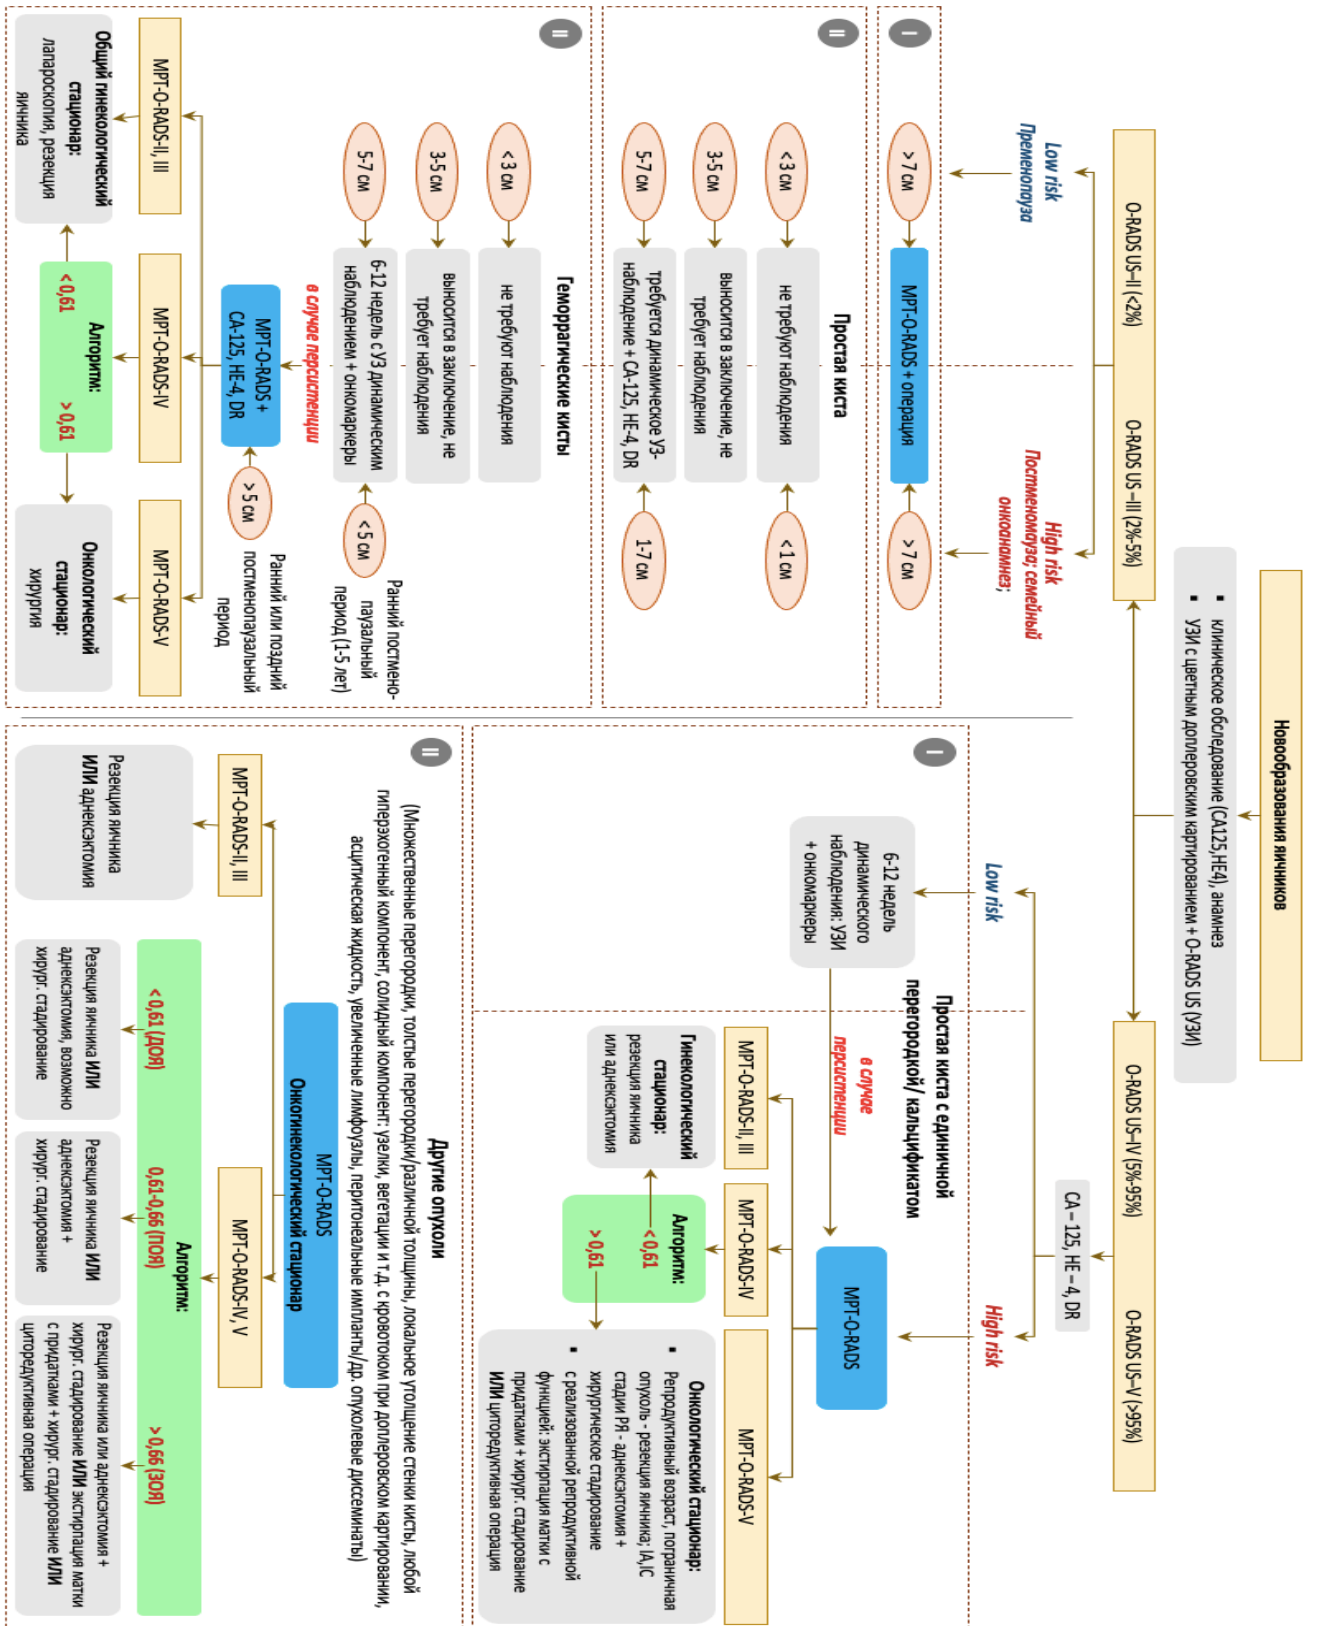 Новообразования яичников
▪ клиническое обследование (CA125,HE4), анамнез
▪ УЗИ с цветным доплеровским картированием + O-RADS US (УЗИ)
O-RADS US–II (<2%)
O-RADS US –III (2%-5%)
Low risk
Пременопауза
High risk
Постменомауза; семейный
онкоанамнез;
I
> 7 см
МРТ-O-RADS + операция
> 7 см
II
Простая киста
< 3 см
не требуют наблюдения
< 1 см
3-5 см
выносится в заключение, не
требует наблюдения
5-7 см
требуется динамическое УЗ-
наблюдение + CA-125, HE-4, DR
1-7 см
II
Геморрагические кисты
< 3 см
не требуют наблюдения
3-5 см
выносится в заключение, не
требует наблюдения
5-7 см
6-12 недель с УЗ динамическим
наблюдением + ономаркеры
< 5 см
Ранний постмено-
паузальный
период (1-5 лет)
в случае персистенции
МРТ-O-RADS +
CA-125, HE-4, DR
> 5 см
Ранний или поздний
постменопаузальный
период
МРТ-O-RADS-II, III
МРТ-O-RADS-IV
МРТ-O-RADS-V
Общий гинекологический
стационар:
лапароскопия, резекция
яичника
Алгоритм:
< 0,61
> 0,61
Онкологический
стационар:
хирургия
O-RADS US–IV (5%-95%)
O-RADS US–V (>95%)
CA – 125, HE – 4, DR
Low risk
High risk
I
Простая киста с единичной
перегородкой/ кальцификатом
6-12 недель
динамического
наблюдения: УЗИ
+ онкомаркеры
в случае
персистенции
МРТ-O-RADS
МРТ-O-RADS-II, III
МРТ-O-RADS-IV
МРТ-O-RADS-V
Гинекологический
стационар:
резекция яичника
или аднексэктомия
Алгоритм:
< 0,61
> 0,61
Онкологический стационар:
▪ Репродуктивный возраст, пограничная
опухоль - резекция яичника; IA,IC
стадии РЯ - аднексэктомия +
хирургическое стадирование
▪ с реализованной репродуктивной
функцией: экстирпация матки с
придатками + хирург. стадирование
ИЛИ циторедуктивная операция
II
Другие опухоли
(Множественные перегородки, толстые перегородки/различной толщины, локальное утолщение стенки кисты, любой
гиперэхогенный компонент, солидный компонент: узелки, вегетации и т.д. с кровотоком при доплеровском картировании,
асцитическая жидкость, увеличенные лимфоузлы, перитонеальные импланты/др. опухолевые диссеминаты)
МРТ-O-RADS
Онкогинекологический стационар
МРТ-O-RADS-II, III
МРТ-O-RADS-IV, V
Резекция яичника
ИЛИ аднексэктомия
Алгоритм:
< 0,61 (ДОЯ)
0,61-0,66 (ПОЯ)
> 0,66 (ЗОЯ)
Резекция яичника ИЛИ
аднексэктомия, возможно
хирург. стадирование
Резекция яичника ИЛИ
аднексэктомия +
хирург. стадирование
Резекция яичника или аднексэктомия +
хирург. стадирование ИЛИ экстирпация матки
с придатками + хирург. стадирование ИЛИ
циторедуктивная операция